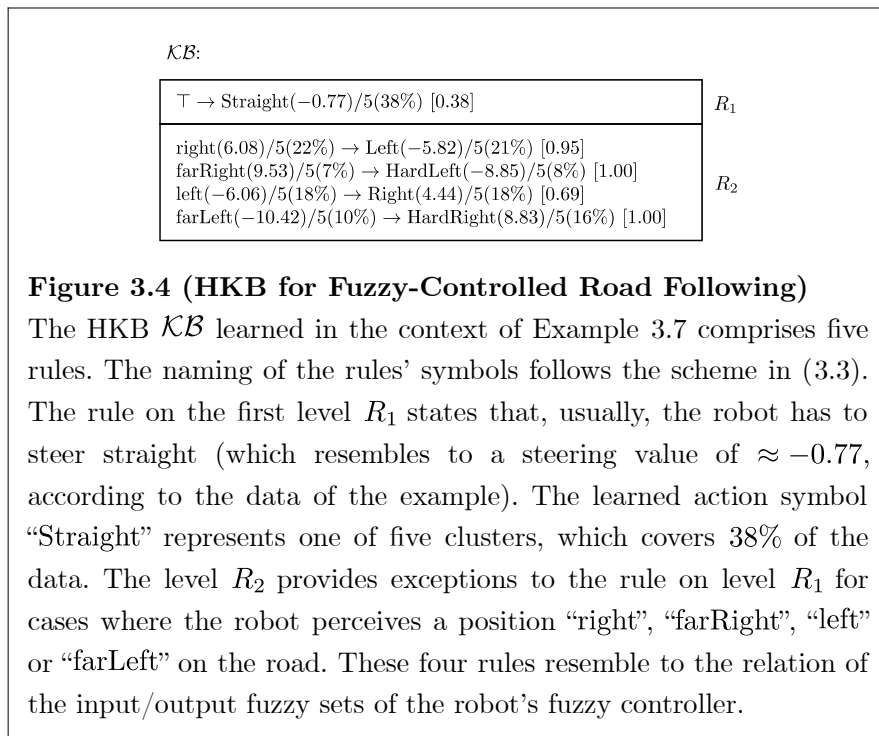 𝒦ℬ:
⊤ → Straight(−0.77)/5(38%) [0.38]
R₁
right(6.08)/5(22%) → Left(−5.82)/5(21%) [0.95]
farRight(9.53)/5(7%) → HardLeft(−8.85)/5(8%) [1.00]
left(−6.06)/5(18%) → Right(4.44)/5(18%) [0.69]
farLeft(−10.42)/5(10%) → HardRight(8.83)/5(16%) [1.00]
R₂
Figure 3.4 (HKB for Fuzzy-Controlled Road Following)
The HKB 𝒦ℬ learned in the context of Example 3.7 comprises five
rules. The naming of the rules’ symbols follows the scheme in (3.3).
The rule on the first level R₁ states that, usually, the robot has to
steer straight (which resembles to a steering value of ≈ −0.77,
according to the data of the example). The learned action symbol
“Straight” represents one of five clusters, which covers 38% of the
data. The level R₂ provides exceptions to the rule on level R₁ for
cases where the robot perceives a position “right”, “farRight”, “left”
or “farLeft” on the road. These four rules resemble to the relation of
the input/output fuzzy sets of the robot’s fuzzy controller.